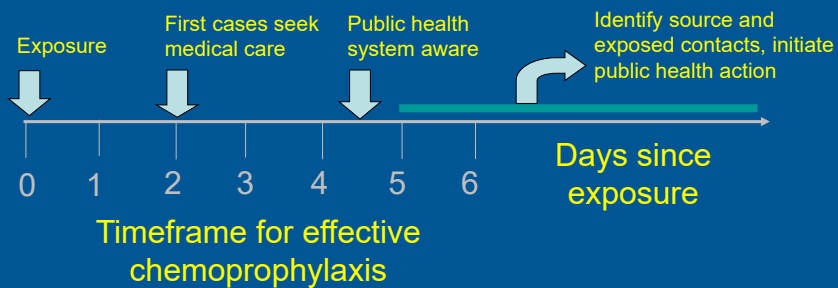 Exposure
First cases seek
medical care
Public health
system aware
Identify source and
exposed contacts, initiate
public health action
0 1 2 3 4 5 6
Days since
exposure
Timeframe for effective
chemoprophylaxis